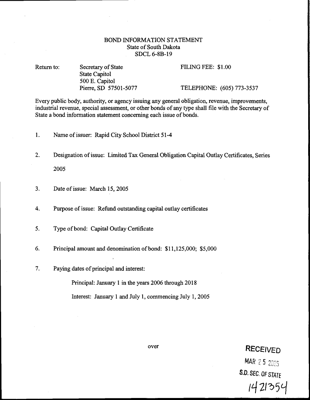 BOND INFORMATION STATEMENT
State of South Dakota
SDCL 6-8B-19
Return to: Secretary of State FILING FEE: $1.00
State Capitol
500 E. Capitol
Pierre, SD 57501-5077 TELEPHONE: (605) 773-3537
Every public body, authority, or agency issuing any general obligation, revenue, improvements,
industrial revenue, special assessment, or other bonds of any type shall file with the Secretary of
State a bond information statement concerning each issue of bonds.
1. Name of issuer: Rapid City School District 51-4
2. Designation of issue: Limited Tax General Obligation Capital Outlay Certificates, Series
2005
3. Date of issue: March 15, 2005
4. Purpose of issue: Refund outstanding capital outlay certificates
5. Type of bond: Capital Outlay Certificate
6. Principal amount and denomination of bond: $11,125,000; $5,000
7. Paying dates of principal and interest:
Principal: January 1 in the years 2006 through 2018
Interest: January 1 and July 1, commencing July 1, 2005
over
RECEIVED
MAR 25 2005
S.D. SEC. OF STATE
1421354